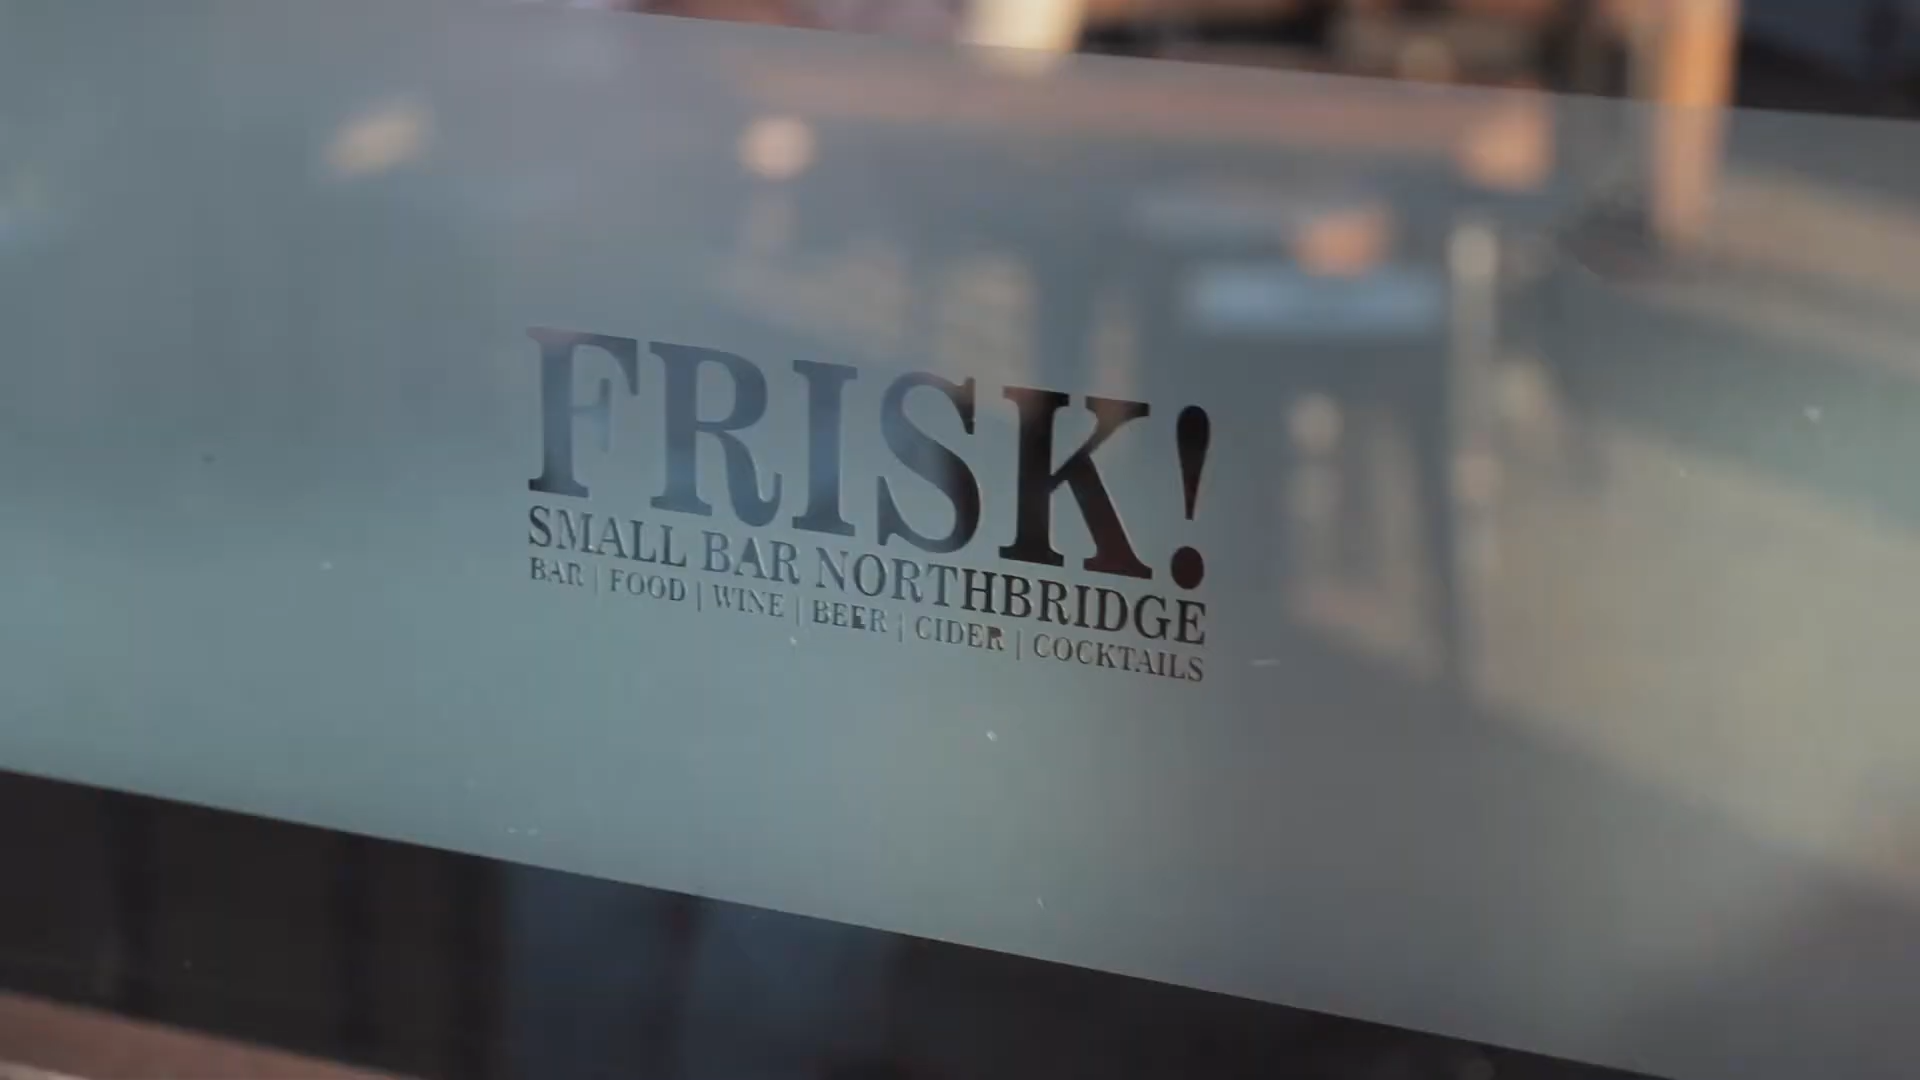 FRISK!
SMALL BAR NORTHBRIDGE
BAR | FOOD | WINE | BEER | CIDER | COCKTAILS